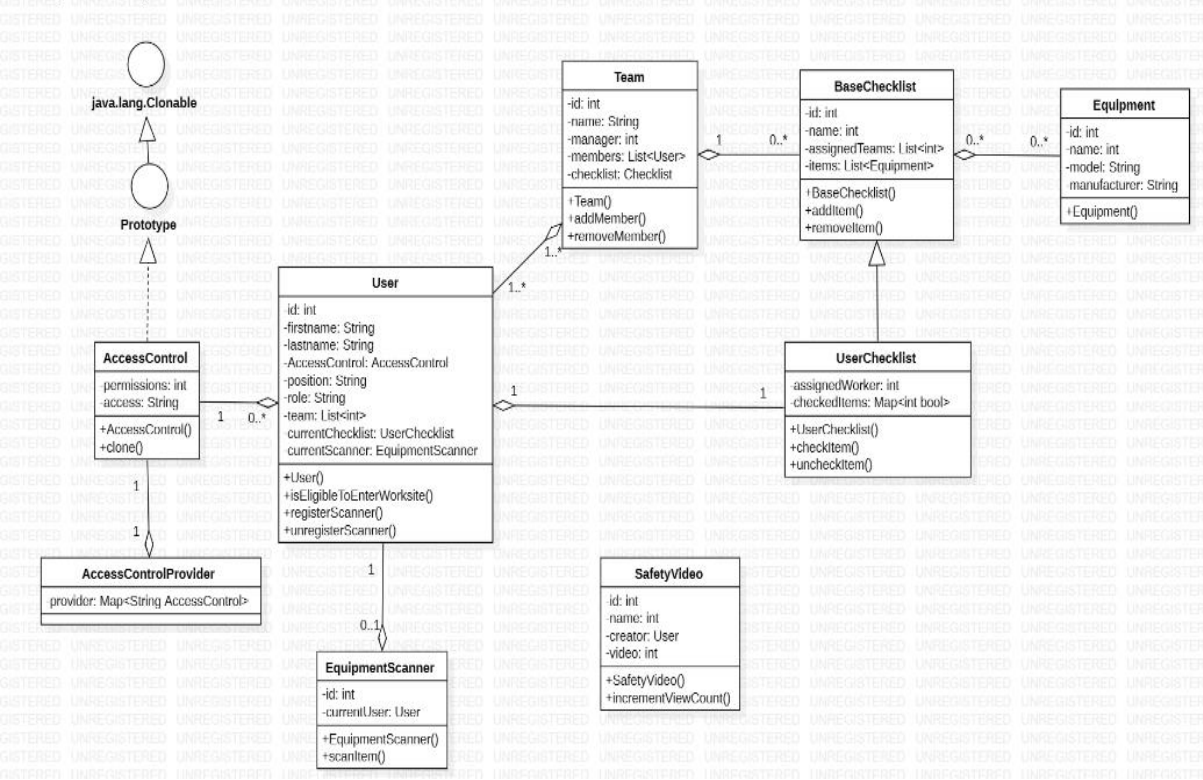 java.lang.Clonable
Prototype
AccessControl
-permissions: int
-access: String
+AccessControl()
+clone()
1
0..*
1
1
AccessControlProvider
-provider: Map<String AccessControl>
User
-id: int
-firstname: String
-lastname: String
-AccessControl: AccessControl
-position: String
-role: String
-team: List<int>
-currentChecklist: UserChecklist
-currentScanner: EquipmentScanner
+User()
+isEligibleToEnterWorksite()
+registerScanner()
+unregisterScanner()
1
0..1
EquipmentScanner
-id: int
-currentUser: User
+EquipmentScanner()
+scanItem()
Team
-id: int
-name: String
-manager: int
-members: List<User>
-checklist: Checklist
+Team()
+addMember()
+removeMember()
1..*
1..*
1
0..*
BaseChecklist
-id: int
-name: int
-assignedTeams: List<int>
-items: List<Equipment>
+BaseChecklist()
+addItem()
+removeItem()
0..*
0..*
Equipment
-id: int
-name: int
-model: String
-manufacturer: String
+Equipment()
1
1
UserChecklist
-assignedWorker: int
-checkedItems: Map<int bool>
+UserChecklist()
+checkItem()
+uncheckItem()
SafetyVideo
-id: int
-name: int
-creator: User
-video: int
+SafetyVideo()
+incrementViewCount()
UNREGISTERED